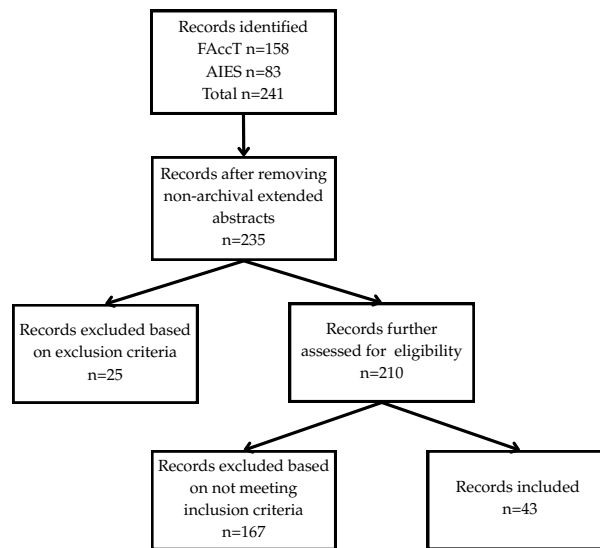 Records identified
FAccT n=158
AIES n=83
Total n=241
Records after removing
non-archival extended
abstracts
n=235
Records excluded based
on exclusion criteria
n=25
Records further
assessed for eligibility
n=210
Records excluded based
on not meeting
inclusion criteria
n=167
Records included
n=43